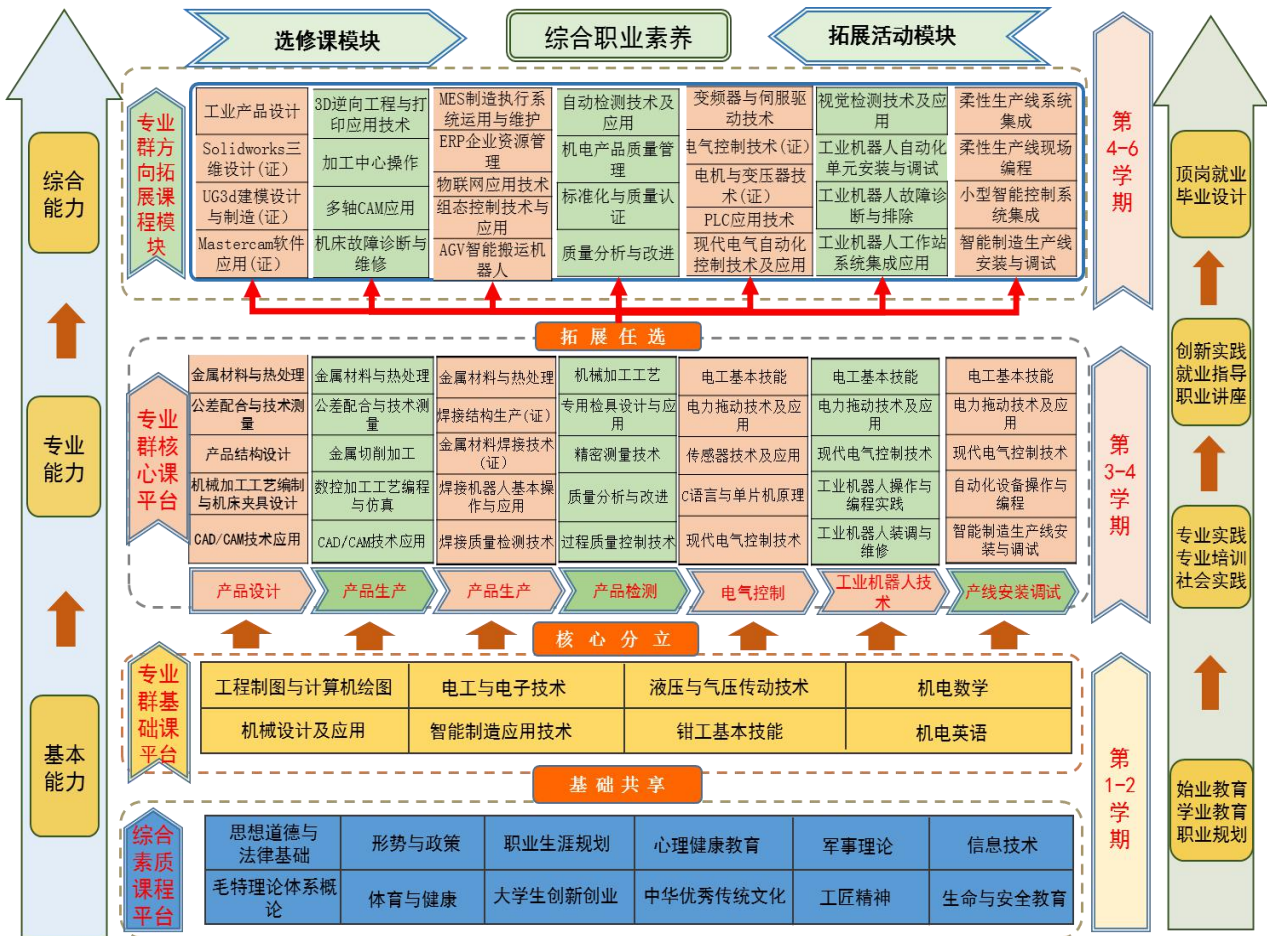 选修课模块
综合职业素养
拓展活动模块
综合
能力
专业
能力
基本
能力
专业
群方
向拓
展课
程模
块
工业产品设计
Solidworks三
维设计(证)
UG3d建模设计
与制造(证)
Mastercam软件
应用(证)
3D逆向工程与打
印应用技术
加工中心操作
多轴CAM应用
机床故障诊断与
维修
MES制造执行系
统运用与维护
ERP企业资源管
理
物联网应用技术
组态控制技术与
应用
AGV智能搬运机
器人
自动检测技术及
应用
机电产品质量管
理
标准化与质量认
证
质量分析与改进
变频器与伺服驱
动技术
电气控制技术(证)
电机与变压器技
术(证)
PLC应用技术
现代电气自动化
控制技术及应用
视觉检测技术及应
用
工业机器人自动化
单元安装与调试
工业机器人故障诊
断与排除
工业机器人工作站
系统集成应用
柔性生产线系统
集成
柔性生产线现场
编程
小型智能控制系
统集成
智能制造生产线
安装与调试
第
4-6
学
期
顶岗就业
毕业设计
拓展任选
专业
群核
心课
平台
金属材料与热处理
公差配合与技术测
量
产品结构设计
机械加工工艺编制
与机床夹具设计
CAD/CAM技术应用
金属材料与热处理
公差配合与技术测
量
金属切削加工
数控加工工艺编程
与仿真
CAD/CAM技术应用
金属材料与热处理
焊接结构生产(证)
金属材料焊接技术
(证)
焊接机器人基本操
作与应用
焊接质量检测技术
机械加工工艺
专用检具设计与应
用
精密测量技术
质量分析与改进
过程质量控制技术
电工基本技能
电力拖动技术及应
用
传感器技术及应用
C语言与单片机原理
现代电气控制技术
电工基本技能
电力拖动技术及应
用
现代电气控制技术
工业机器人操作与
编程实践
工业机器人装调与
维修
电工基本技能
电力拖动技术及应
用
现代电气控制技术
自动化设备操作与
编程
智能制造生产线安
装与调试
产品设计
产品生产
产品生产
产品检测
电气控制
工业机器人技
术
产线安装调试
第
3-4
学
期
创新实践
就业指导
职业讲座
专业实践
专业培训
社会实践
核心分立
专业
群基
础课
平台
工程制图与计算机绘图
电工与电子技术
液压与气压传动技术
机电数学
机械设计及应用
智能制造应用技术
钳工基本技能
机电英语
基础共享
综合
素质
课程
平台
思想道德与
法律基础
形势与政策
职业生涯规划
心理健康教育
军事理论
信息技术
毛特理论体系概
论
体育与健康
大学生创新创业
中华优秀传统文化
工匠精神
生命与安全教育
第
1-2
学
期
始业教育
学业教育
职业规划